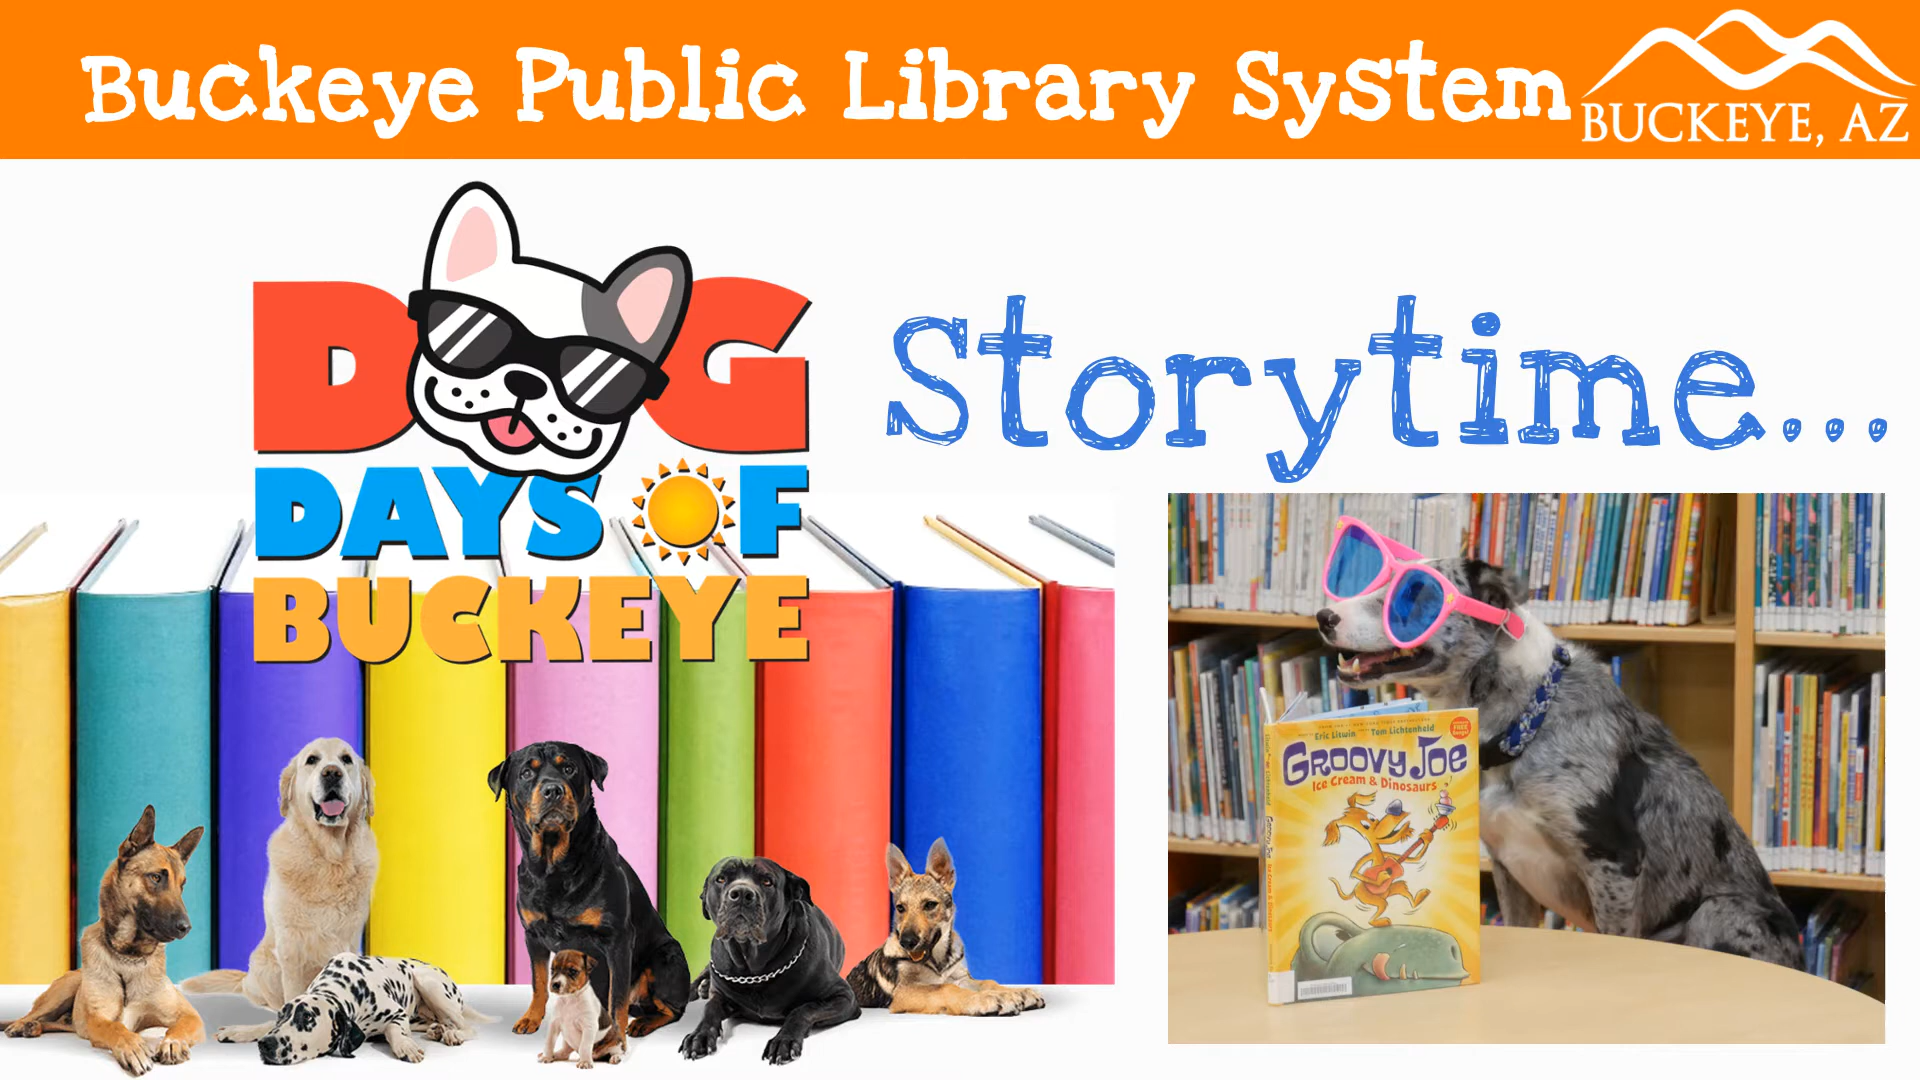 Buckeye Public Library System
BUCKEYE, AZ
DOG
DAYS OF
BUCKEYE
Storytime...
Eric Litwin Tom Lichtenheld
GROOVY JOE
Ice Cream & Dinosaurs